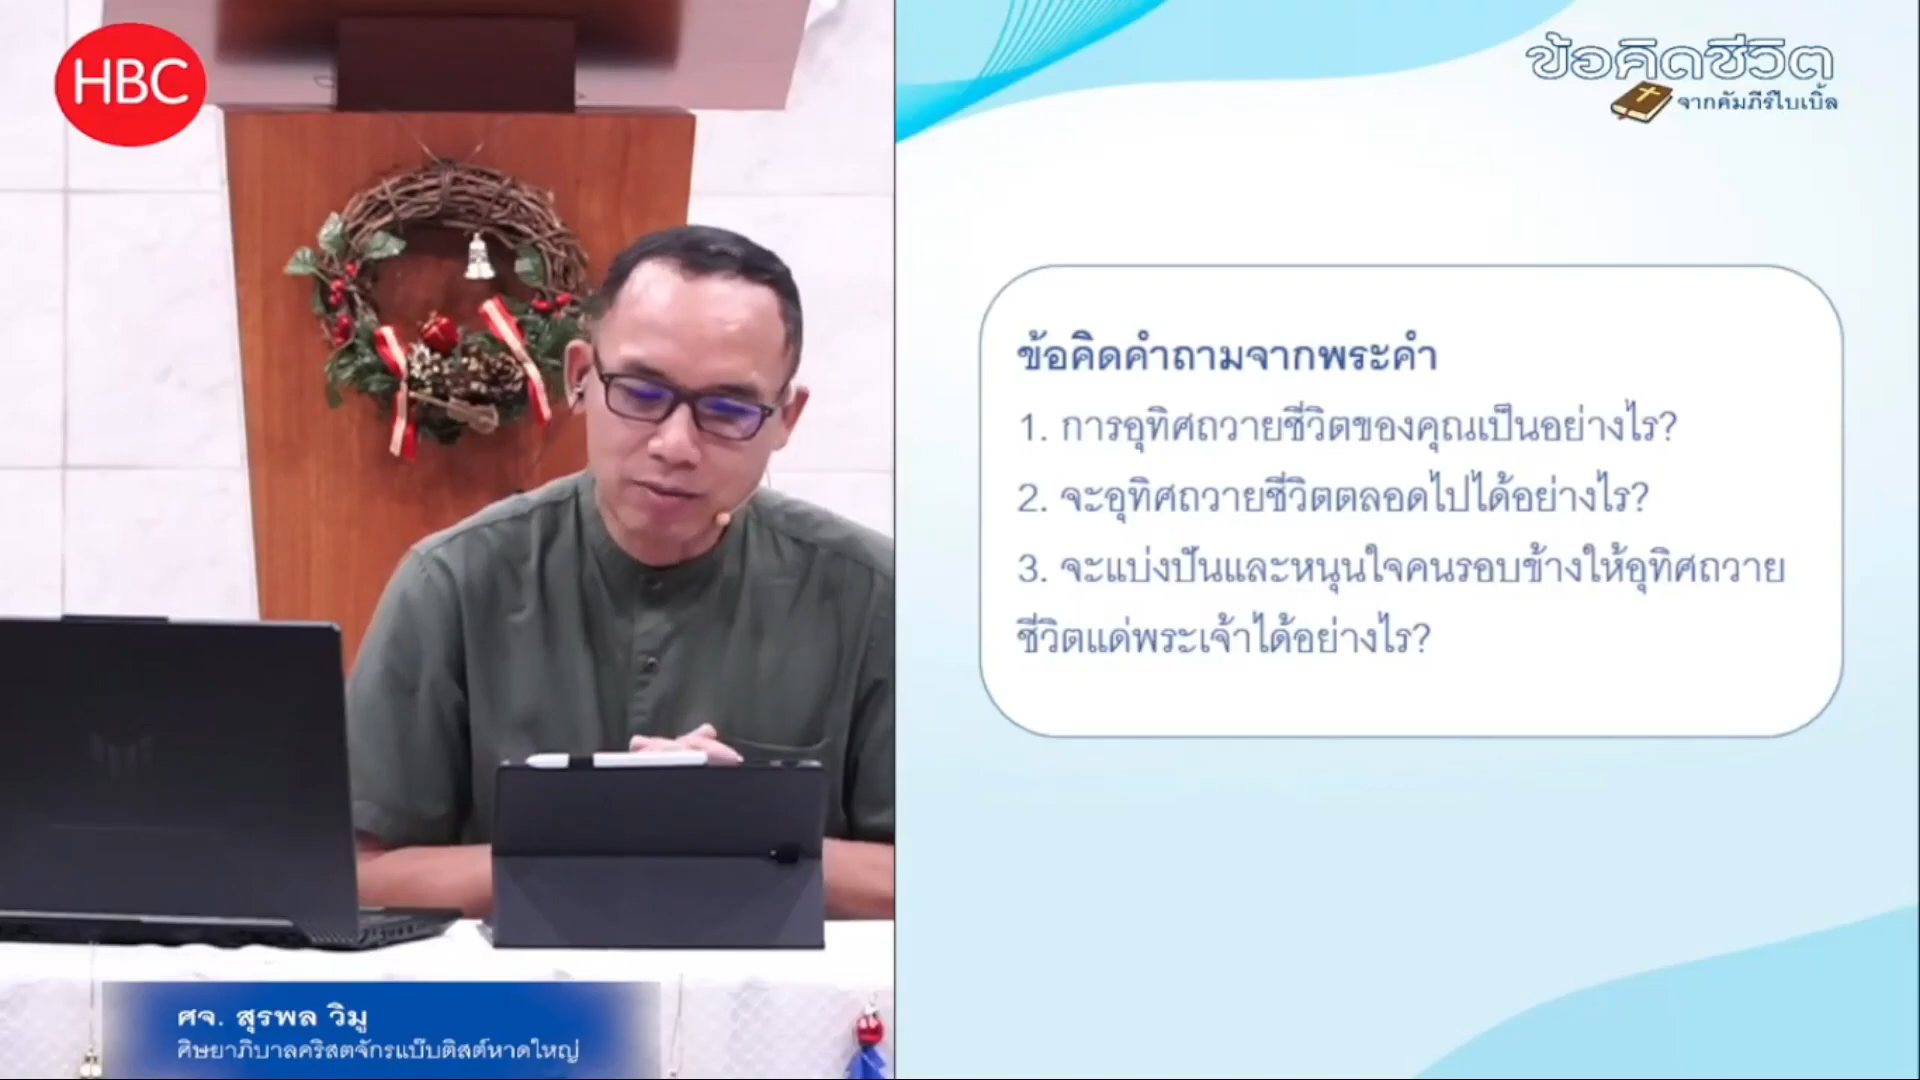 HBC
ข้อคิดชีวิต
จากคัมภีร์ไบเบิ้ล
ข้อคิดคำถามจากพระคำ
1. การอุทิศถวายชีวิตของคุณเป็นอย่างไร?
2. จะอุทิศถวายชีวิตตลอดไปได้อย่างไร?
3. จะแบ่งปันและหนุนใจคนรอบข้างให้อุทิศถวาย
ชีวิตแด่พระเจ้าได้อย่างไร?
ศจ. สุรพล วิมู
ศิษยาภิบาลคริสตจักรแบ๊บติสต์หาดใหญ่